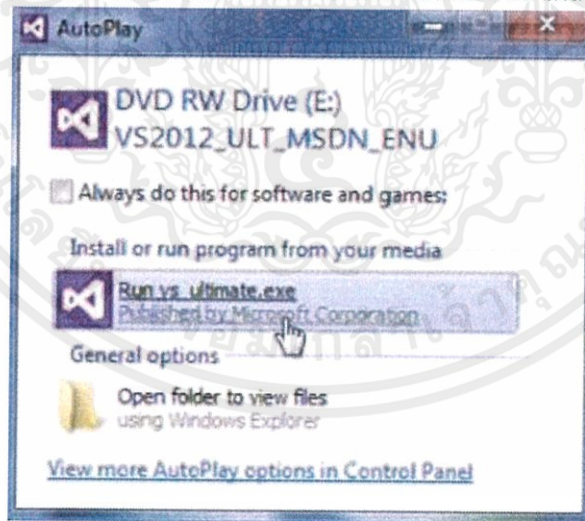 AutoPlay
DVD RW Drive (E:)
VS2012_ULT_MSDN_ENU
Always do this for software and games:
Install or run program from your media
Run vs_ultimate.exe
Published by Microsoft Corporation
General options
Open folder to view files
using Windows Explorer
View more AutoPlay options in Control Panel